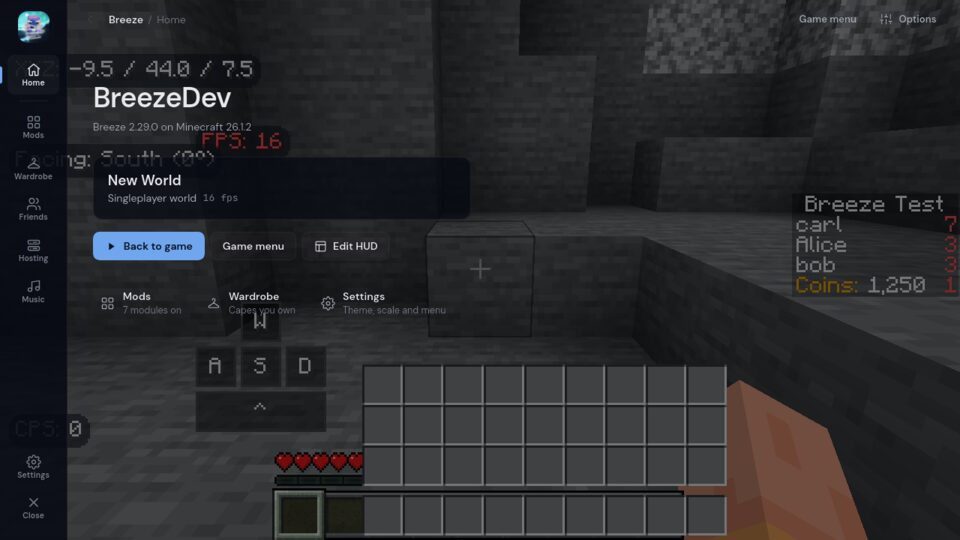 Breeze / Home
Game menu
Options
XYZ: -9.5 / 44.0 / 7.5
Home
BreezeDev
Breeze 2.29.0 on Minecraft 26.1.2
Mods
FPS: 16
Facing: South (0°)
Wardrobe
New World
Singleplayer world 16 fps
Friends
Breeze Test
carl 7
Alice 3
bob 3
Coins: 1,250 1
Back to game
Game menu
Edit HUD
Hosting
Music
Mods
7 modules on
Wardrobe
Capes you own
Settings
Theme, scale and menu
W
A S D
^
CPS: 0
Settings
Close